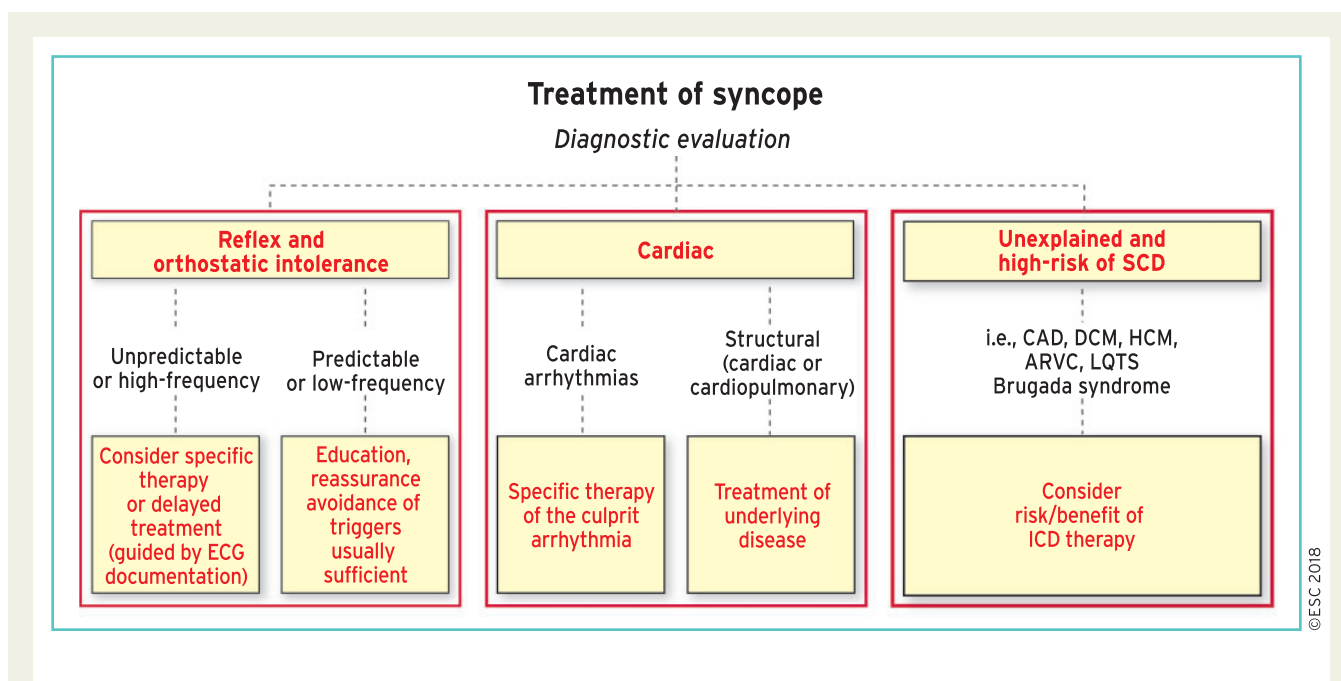 Treatment of syncope
Diagnostic evaluation
Reflex and
orthostatic intolerance
Unpredictable
or high-frequency
Predictable
or low-frequency
Consider specific
therapy
or delayed
treatment
(guided by ECG
documentation)
Education,
reassurance
avoidance of
triggers
usually
sufficient
Cardiac
Cardiac
arrhythmias
Structural
(cardiac or
cardiopulmonary)
Specific therapy
of the culprit
arrhythmia
Treatment of
underlying
disease
Unexplained and
high-risk of SCD
i.e., CAD, DCM, HCM,
ARVC, LQTS
Brugada syndrome
Consider
risk/benefit of
ICD therapy
©ESC 2018